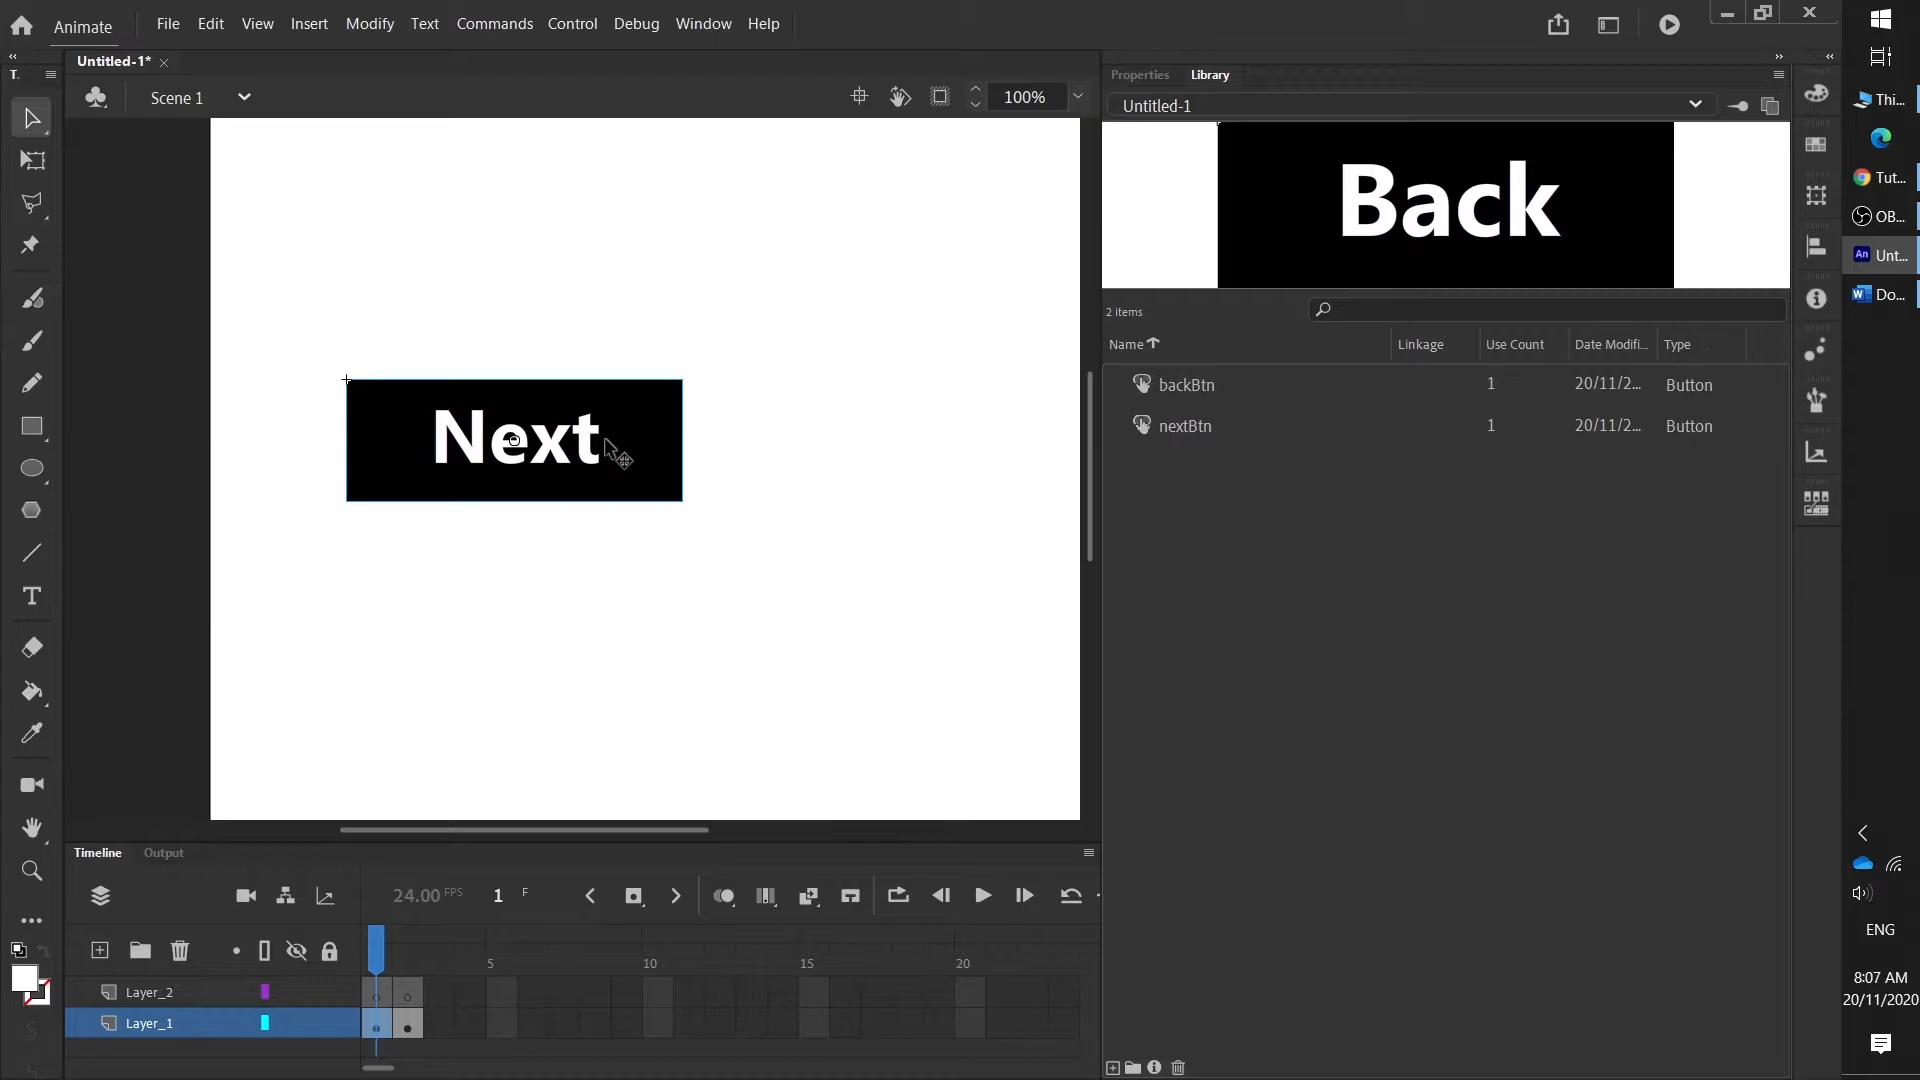 Animate
File Edit View Insert Modify Text Commands Control Debug Window Help
Untitled-1*
T.
Scene 1
100%
Next
Properties Library
Untitled-1
Back
2 items
Name Linkage Use Count Date Modifi... Type
backBtn 1 20/11/2... Button
nextBtn 1 20/11/2... Button
Timeline Output
24.00 FPS 1 F
5 10 15 20
Layer_2
Layer_1
Thi...
Tut...
OB...
An Unt...
W Do...
ENG
8:07 AM
20/11/2020